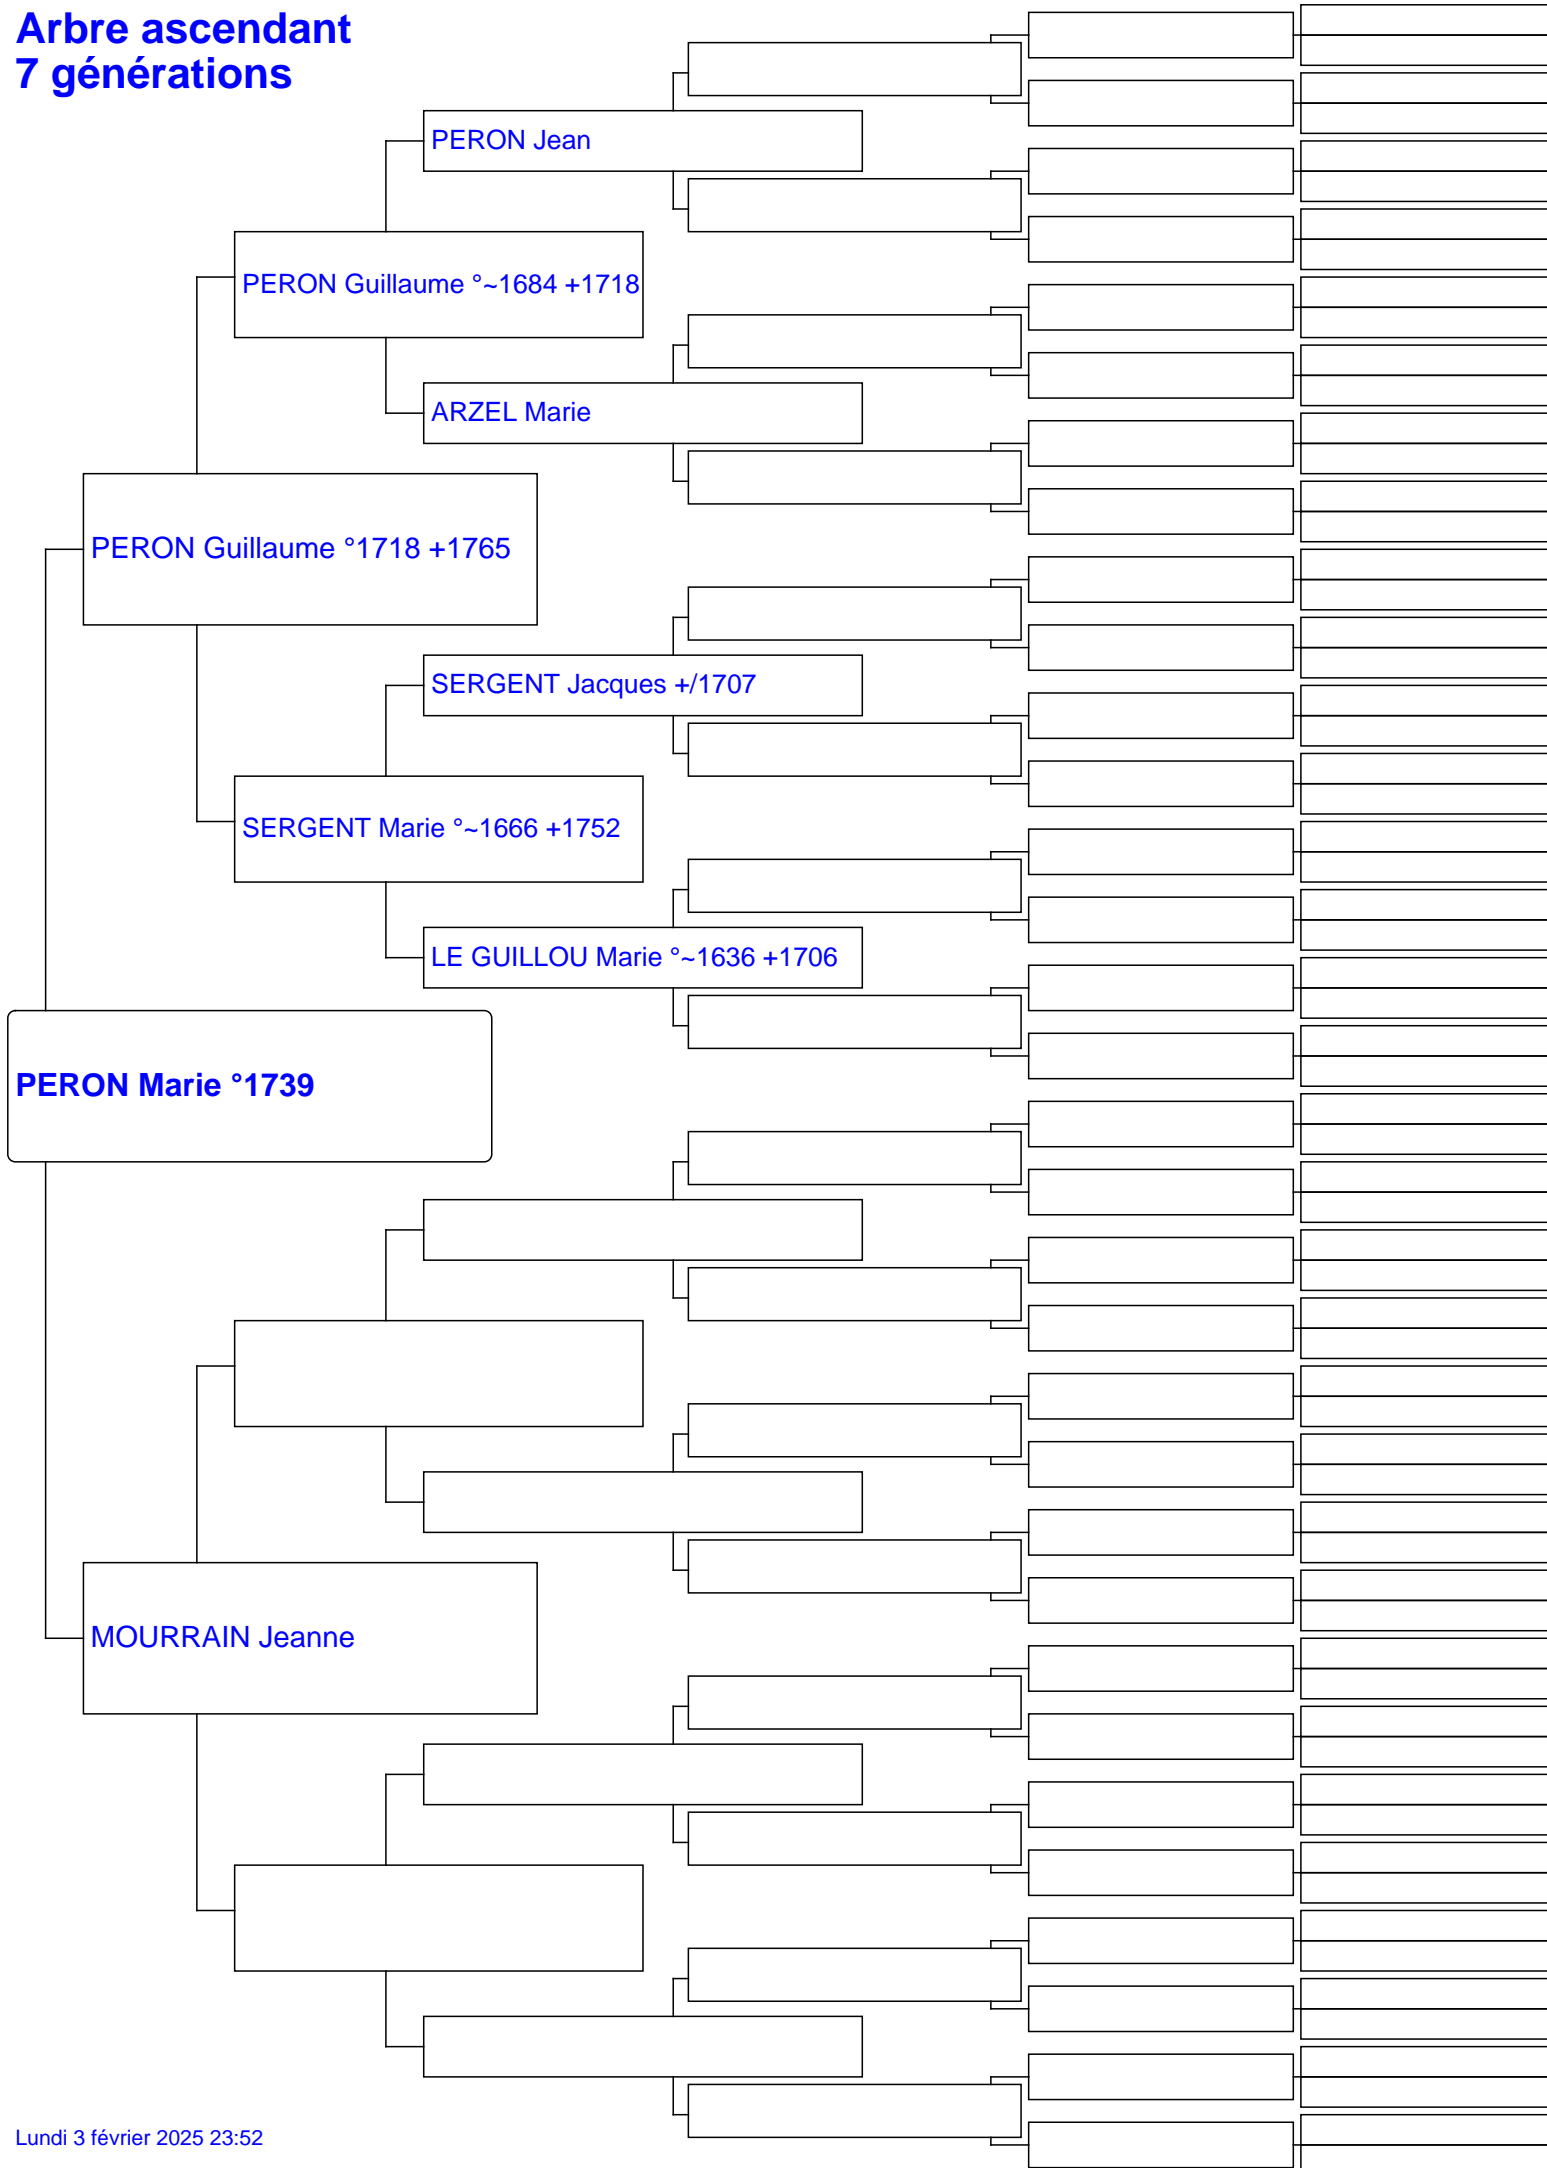 Arbre ascendant
7 générations
PERON Jean
PERON Guillaume °~1684 +1718
ARZEL Marie
PERON Guillaume °1718 +1765
SERGENT Jacques +/1707
SERGENT Marie °~1666 +1752
LE GUILLOU Marie °~1636 +1706
PERON Marie °1739
MOURRAIN Jeanne
Lundi 3 février 2025 23:52